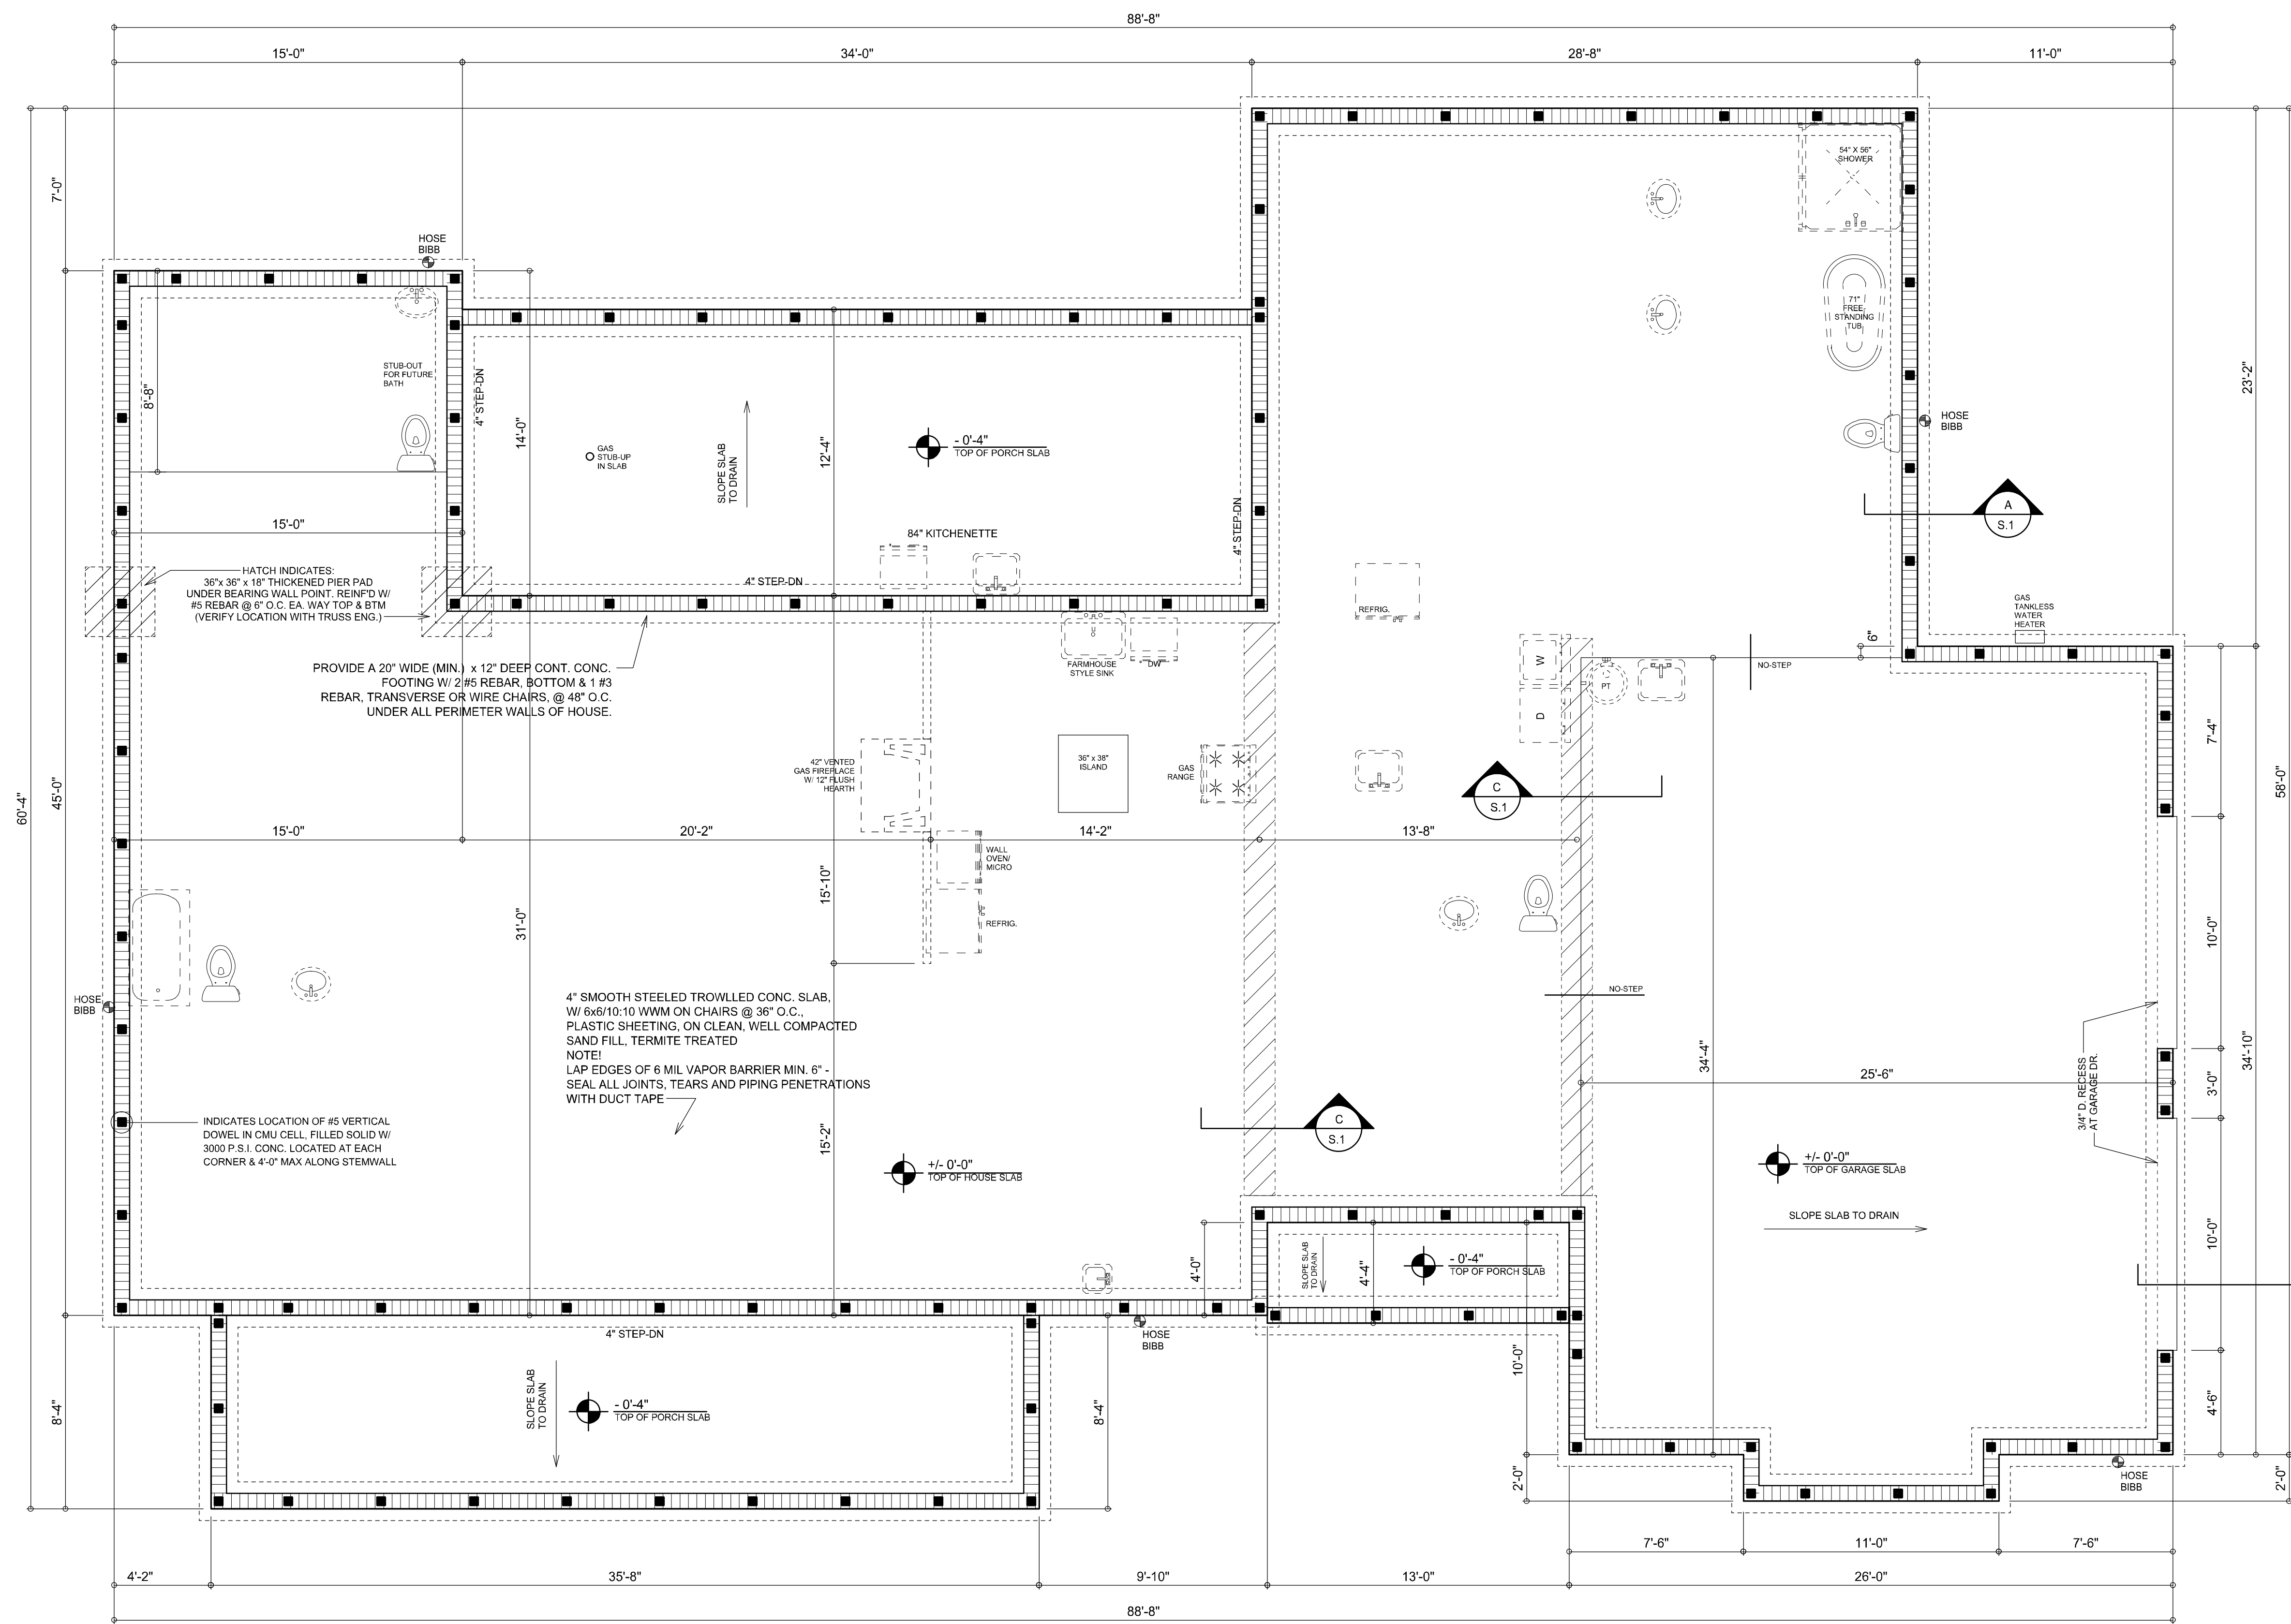 88'-8"
15'-0"
34'-0"
28'-8"
11'-0"
7'-0"
HOSE
BIBB
54" X 56"
SHOWER
71"
FREE-
STANDING
TUB
STUB-OUT
FOR FUTURE
BATH
8'-8"
4" STEP-DN
14'-0"
GAS
STUB-UP
IN SLAB
SLOPE SLAB
TO DRAIN
12'-4"
- 0'-4"
TOP OF PORCH SLAB
4" STEP-DN
23'-2"
HOSE
BIBB
A
S.1
15'-0"
84" KITCHENETTE
4" STEP-DN
HATCH INDICATES:
36"x 36" x 18" THICKENED PIER PAD
UNDER BEARING WALL POINT. REINF'D W/
#5 REBAR @ 6" O.C. EA. WAY TOP & BTM
(VERIFY LOCATION WITH TRUSS ENG.)
REFRIG.
GAS
TANKLESS
WATER
HEATER
6"
NO-STEP
FARMHOUSE
STYLE SINK
DW
W
D
PT
PROVIDE A 20" WIDE (MIN.) x 12" DEEP CONT. CONC.
FOOTING W/ 2 #5 REBAR, BOTTOM & 1 #3
REBAR, TRANSVERSE OR WIRE CHAIRS, @ 48" O.C.
UNDER ALL PERIMETER WALLS OF HOUSE.
7'-4"
60'-4"
45'-0"
42" VENTED
GAS FIREPLACE
W/ 12" FLUSH
HEARTH
36" x 38"
ISLAND
GAS
RANGE
C
S.1
58'-0"
15'-0"
20'-2"
14'-2"
13'-8"
WALL
OVEN/
MICRO
15'-10"
REFRIG.
31'-0"
10'-0"
HOSE
BIBB
NO-STEP
4" SMOOTH STEELED TROWLLED CONC. SLAB,
W/ 6x6/10:10 WWM ON CHAIRS @ 36" O.C.,
PLASTIC SHEETING, ON CLEAN, WELL COMPACTED
SAND FILL, TERMITE TREATED
NOTE!
LAP EDGES OF 6 MIL VAPOR BARRIER MIN. 6" -
SEAL ALL JOINTS, TEARS AND PIPING PENETRATIONS
WITH DUCT TAPE
34'-4"
25'-6"
3/4" D. RECESS
AT GARAGE DR.
3'-0"
34'-10"
INDICATES LOCATION OF #5 VERTICAL
DOWEL IN CMU CELL, FILLED SOLID W/
3000 P.S.I. CONC. LOCATED AT EACH
CORNER & 4'-0" MAX ALONG STEMWALL
15'-2"
C
S.1
+/- 0'-0"
TOP OF HOUSE SLAB
+/- 0'-0"
TOP OF GARAGE SLAB
SLOPE SLAB TO DRAIN
10'-0"
4'-0"
SLOPE SLAB
TO DRAIN
4'-4"
- 0'-4"
TOP OF PORCH SLAB
4" STEP-DN
HOSE
BIBB
10'-0"
8'-4"
SLOPE SLAB
TO DRAIN
- 0'-4"
TOP OF PORCH SLAB
8'-4"
4'-6"
2'-0"
HOSE
BIBB
2'-0"
7'-6"
11'-0"
7'-6"
4'-2"
35'-8"
9'-10"
13'-0"
26'-0"
88'-8"